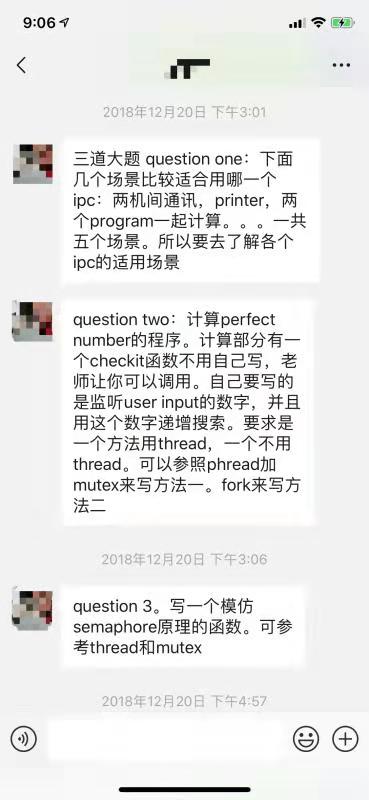 9:06
2018年12月20日 下午3:01
三道大题 question one：下面
几个场景比较适合用哪一个
ipc：两机间通讯，printer，两
个program一起计算。。。一共
五个场景。所以要去了解各个
ipc的适用场景
question two：计算perfect
number的程序。计算部分有一
个checkit函数不用自己写，老
师让你可以调用。自己要写的
是监听user input的数字，并且
用这个数字递增搜索。要求是
一个方法用thread，一个不用
thread。可以参照phread加
mutex来写方法一。fork来写方
法二
2018年12月20日 下午3:06
question 3。写一个模仿
semaphore原理的函数。可参
考thread和mutex
2018年12月20日 下午4:57